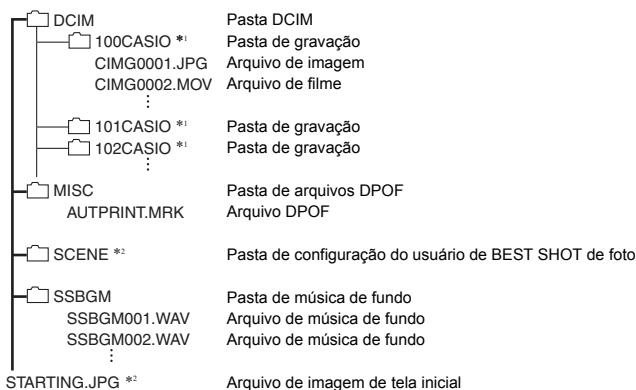 DCIM Pasta DCIM
100CASIO *1 Pasta de gravação
CIMG0001.JPG Arquivo de imagem
CIMG0002.MOV Arquivo de filme
101CASIO *1 Pasta de gravação
102CASIO *1 Pasta de gravação
MISC Pasta de arquivos DPOF
AUTPRINT.MRK Arquivo DPOF
SCENE *2 Pasta de configuração do usuário de BEST SHOT de foto
SSBGM Pasta de música de fundo
SSBGM001.WAV Arquivo de música de fundo
SSBGM002.WAV Arquivo de música de fundo
STARTING.JPG *2 Arquivo de imagem de tela inicial